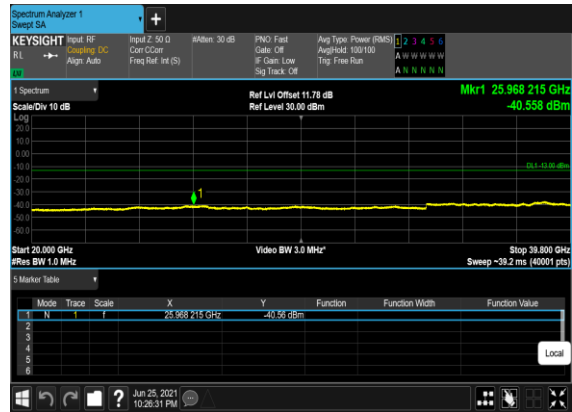 Spectrum Analyzer 1
Swept SA
+
KEYSIGHT Input: RF Input Z: 50 Ω #Atten: 30 dB PNO: Fast Avg Type: Power (RMS) 1 2 3 4 5 6
RL Coupling: DC Corr CCorr Gate: Off Avg|Hold: 100/100 A W W W W W
Align: Auto Freq Ref: Int (S) IF Gain: Low Trig: Free Run
Sig Track: Off A N N N N N
1 Spectrum Ref Lvl Offset 11.78 dB Mkr1 25.968 215 GHz
Scale/Div 10 dB Ref Level 30.00 dBm -40.558 dBm
Log
20.0
10.0
0.00
-10.0
DL1 -13.00 dBm
-20.0
-30.0
1
-40.0
-50.0
-60.0
Start 20.000 GHz Video BW 3.0 MHz* Stop 39.800 GHz
#Res BW 1.0 MHz Sweep ~39.2 ms (40001 pts)
5 Marker Table
Mode Trace Scale X Y Function Function Width Function Value
1 N 1 f 25.968 215 GHz -40.56 dBm
2
3
4
5
6
Local
? Jun 25, 2021
10:26:31 PM